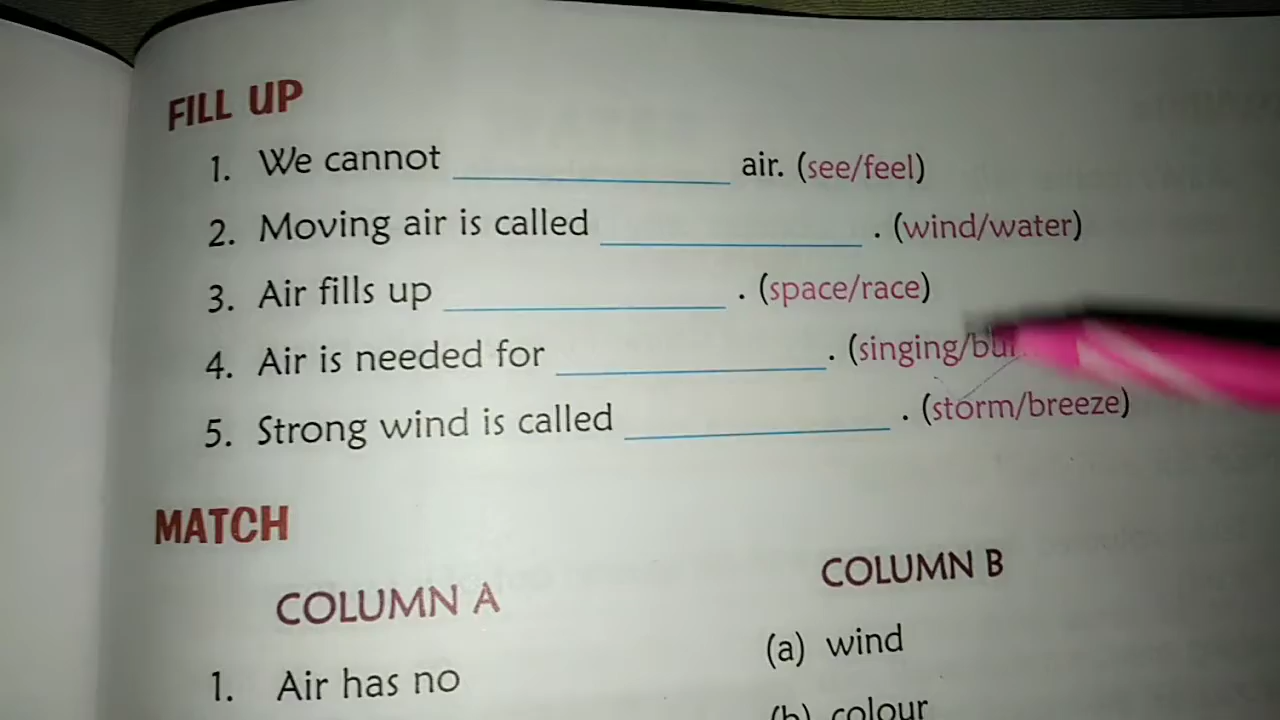 FILL UP
1. We cannot ____________ air. (see/feel)
2. Moving air is called ____________ . (wind/water)
3. Air fills up ____________ . (space/race)
4. Air is needed for ____________ . (singing/
5. Strong wind is called ____________ . (storm/breeze)
MATCH
COLUMN A COLUMN B
1. Air has no (a) wind
(b) colour